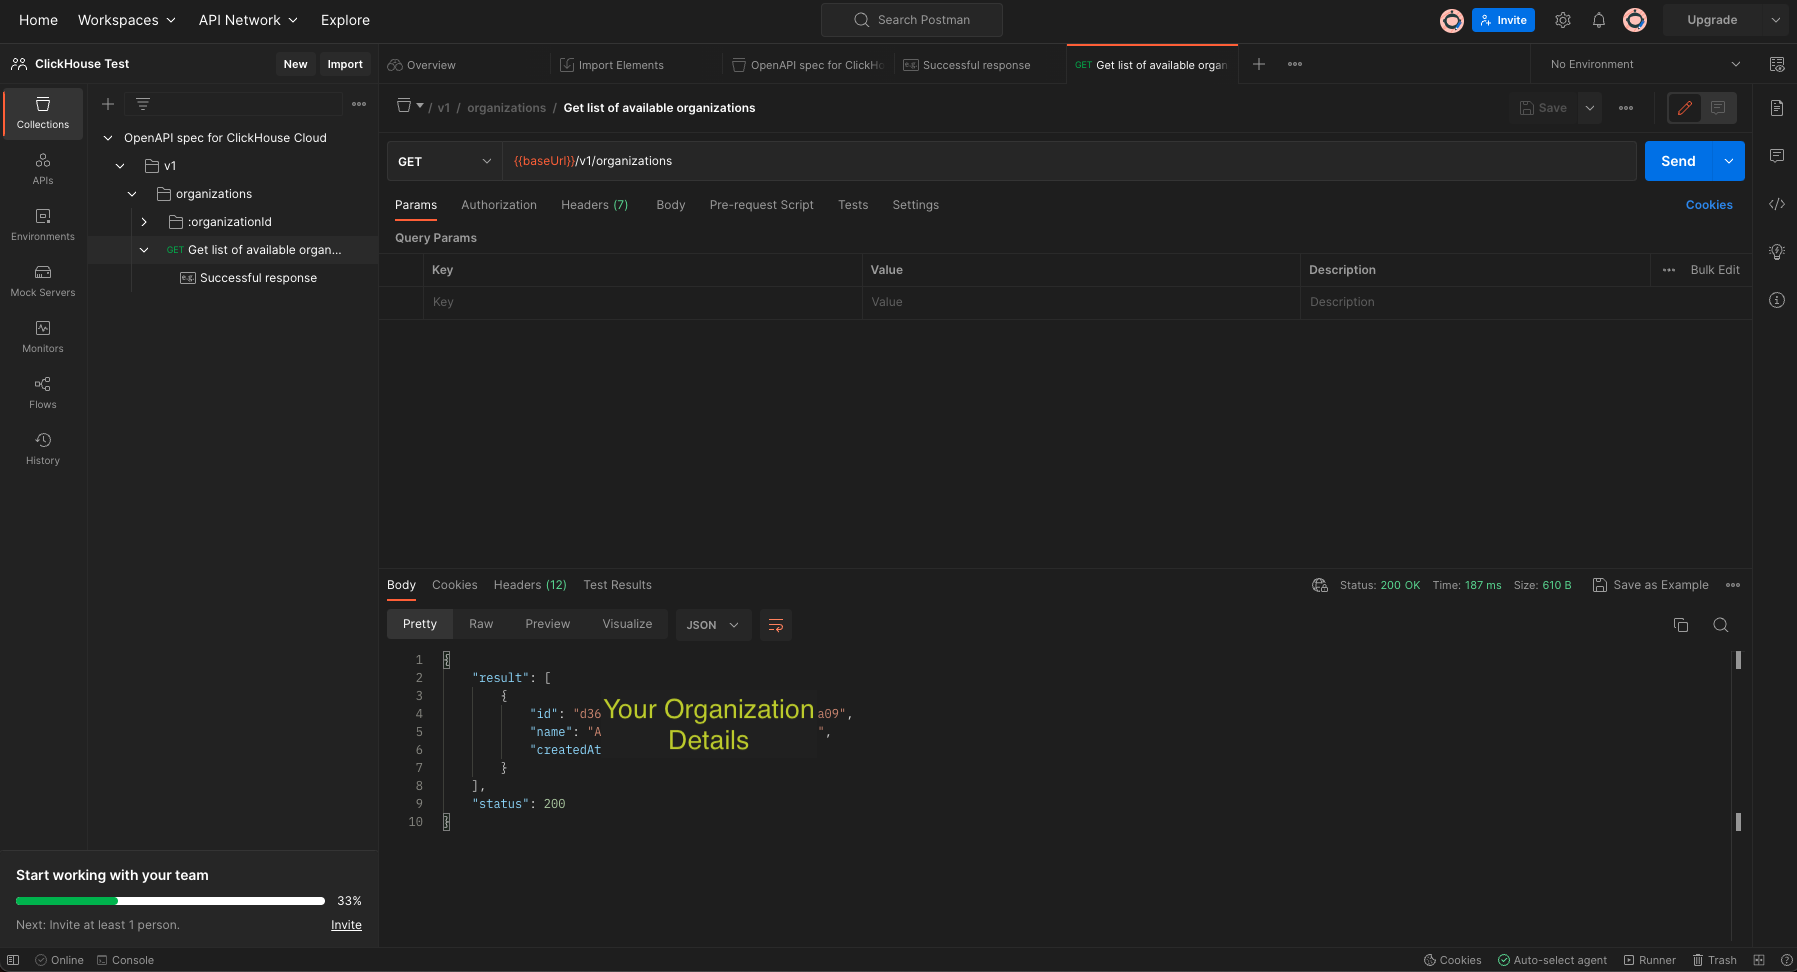 Home Workspaces API Network Explore
Search Postman
Invite
Upgrade
ClickHouse Test
New Import
Overview
Import Elements
OpenAPI spec for ClickHo
e.g. Successful response
GET Get list of available organ
No Environment
Collections
APIs
Environments
Mock Servers
Monitors
Flows
History
OpenAPI spec for ClickHouse Cloud
v1
organizations
:organizationId
GET Get list of available organ...
e.g. Successful response
/ v1 / organizations / Get list of available organizations
Save
GET
{{baseUrl}}/v1/organizations
Send
Params Authorization Headers (7) Body Pre-request Script Tests Settings
Cookies
Query Params
Key Value Description Bulk Edit
Key Value Description
Body Cookies Headers (12) Test Results
Status: 200 OK Time: 187 ms Size: 610 B Save as Example
Pretty Raw Preview Visualize JSON
1 {
2 "result": [
3 {
4 "id": "d36 a09",
5 "name": "A ",
6 "createdAt
7 }
8 ],
9 "status": 200
10 }
Your Organization
Details
Start working with your team
33%
Next: Invite at least 1 person. Invite
Online Console
Cookies Auto-select agent Runner Trash